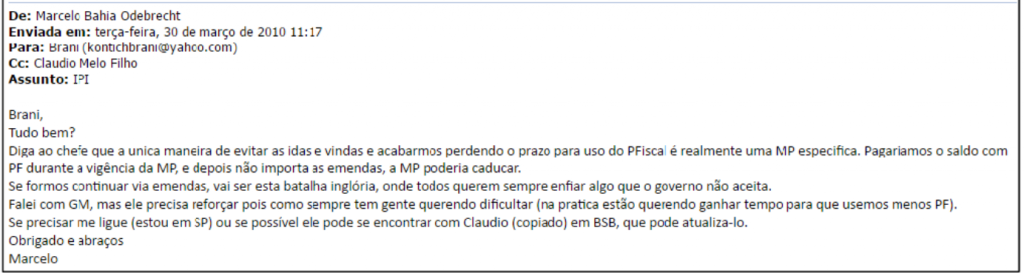 De: Marcelo Bahia Odebrecht
Enviada em: terça-feira, 30 de março de 2010 11:17
Para: Brani (kontichbrani@yahoo.com)
Cc: Claudio Melo Filho
Assunto: IPI
Brani,
Tudo bem?
Diga ao chefe que a unica maneira de evitar as idas e vindas e acabarmos perdendo o prazo para uso do PFiscal é realmente uma MP especifica. Pagariamos o saldo com
PF durante a vigência da MP, e depois não importa as emendas, a MP poderia caducar.
Se formos continuar via emendas, vai ser esta batalha inglória, onde todos querem sempre enfiar algo que o governo não aceita.
Falei com GM, mas ele precisa reforçar pois como sempre tem gente querendo dificultar (na pratica estão querendo ganhar tempo para que usemos menos PF).
Se precisar me ligue (estou em SP) ou se possível ele pode se encontrar com Claudio (copiado) em BSB, que pode atualiza-lo.
Obrigado e abraços
Marcelo